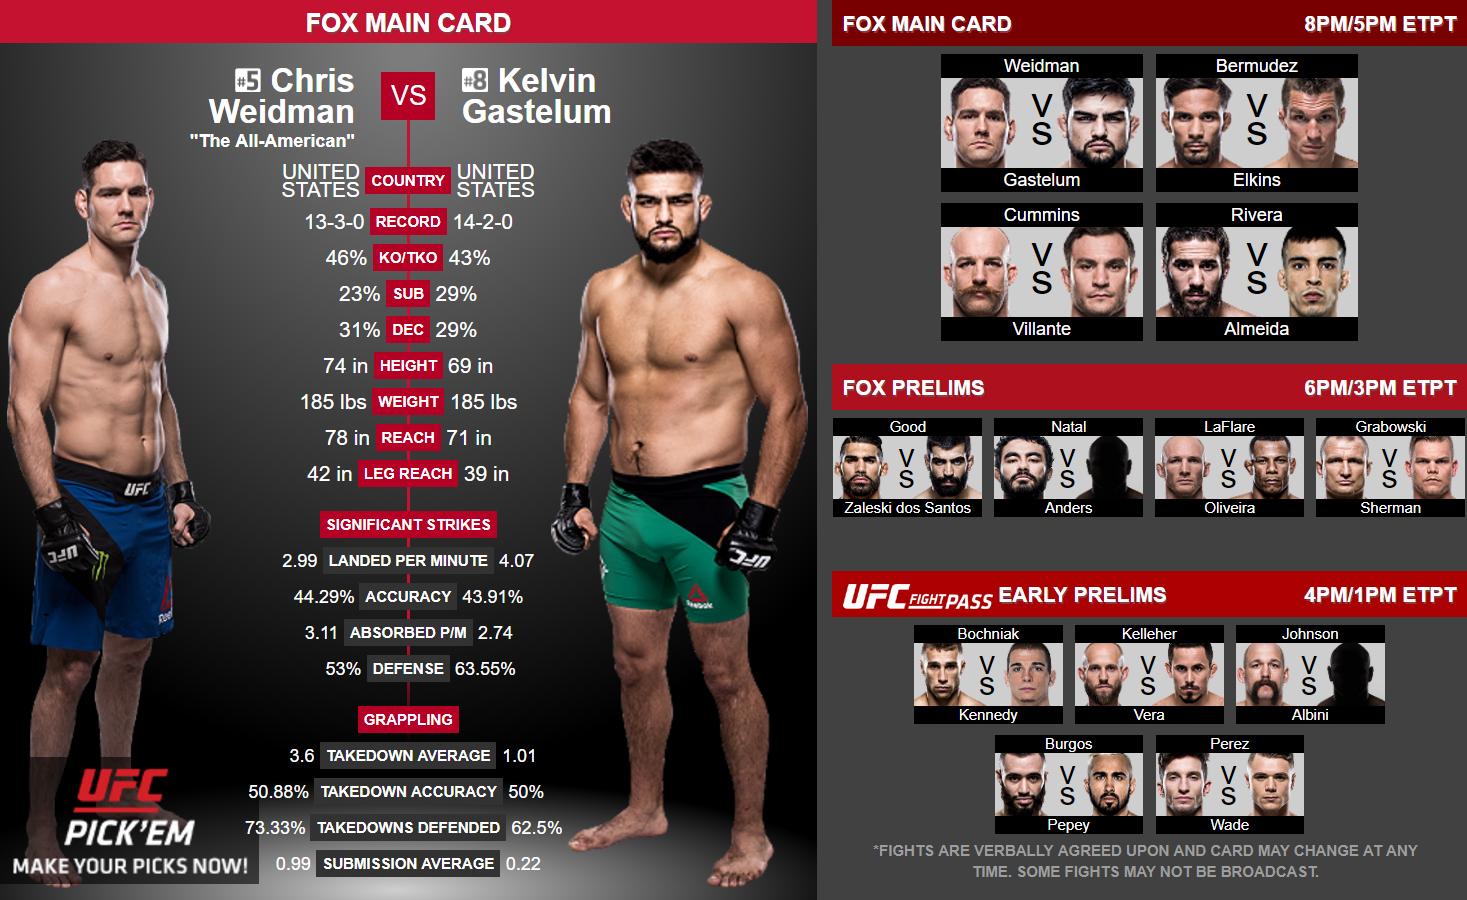 FOX MAIN CARD
#5 Chris
Weidman
"The All-American"
VS
#8 Kelvin
Gastelum
UNITED
STATES
COUNTRY
UNITED
STATES
13-3-0 RECORD 14-2-0
46% KO/TKO 43%
23% SUB 29%
31% DEC 29%
74 in HEIGHT 69 in
185 lbs WEIGHT 185 lbs
78 in REACH 71 in
42 in LEG REACH 39 in
SIGNIFICANT STRIKES
2.99 LANDED PER MINUTE 4.07
44.29% ACCURACY 43.91%
3.11 ABSORBED P/M 2.74
53% DEFENSE 63.55%
GRAPPLING
3.6 TAKEDOWN AVERAGE 1.01
50.88% TAKEDOWN ACCURACY 50%
73.33% TAKEDOWNS DEFENDED 62.5%
0.99 SUBMISSION AVERAGE 0.22
UFC
UFC
Reebok
UFC
Reebok
UFC
PICK'EM
MAKE YOUR PICKS NOW!
FOX MAIN CARD 8PM/5PM ETPT
Weidman
VS
Gastelum
Bermudez
VS
Elkins
Cummins
VS
Villante
Rivera
VS
Almeida
FOX PRELIMS 6PM/3PM ETPT
Good
VS
Zaleski dos Santos
Natal
VS
Anders
LaFlare
VS
Oliveira
Grabowski
VS
Sherman
UFC FIGHT PASS EARLY PRELIMS 4PM/1PM ETPT
Bochniak
VS
Kennedy
Kelleher
VS
Vera
Johnson
VS
Albini
Burgos
VS
Pepey
Perez
VS
Wade
*FIGHTS ARE VERBALLY AGREED UPON AND CARD MAY CHANGE AT ANY
TIME. SOME FIGHTS MAY NOT BE BROADCAST.